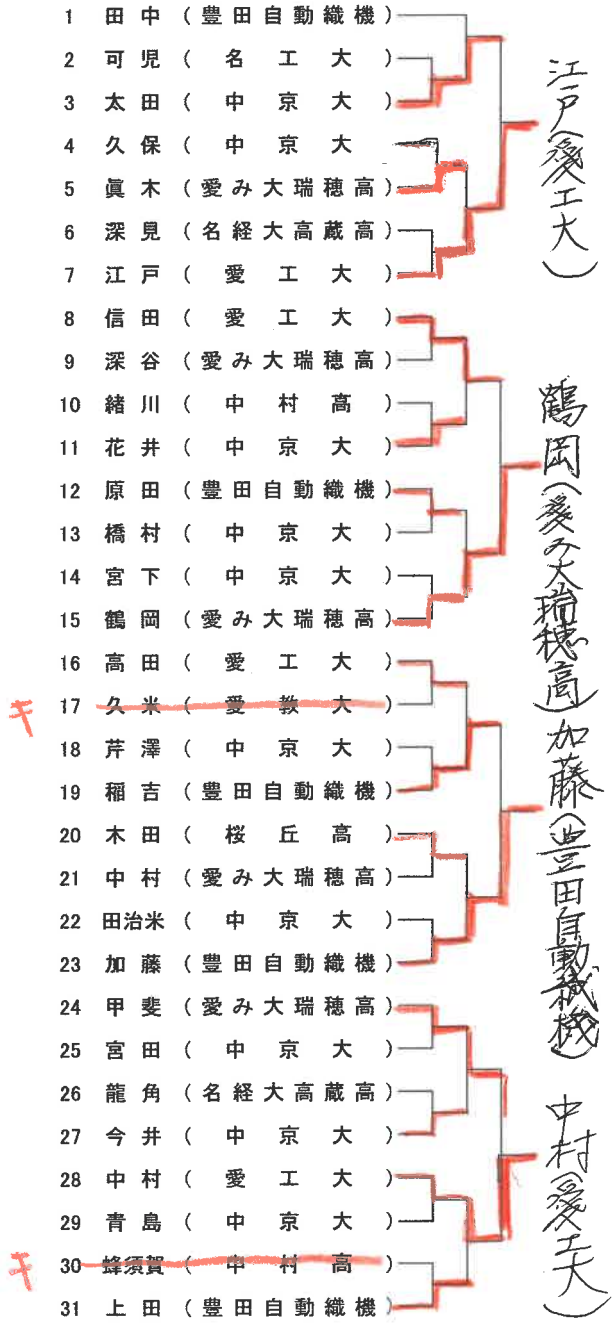 1 田中 (豊田自動織機)
2 可児 (名工大)
3 太田 (中京大)
4 久保 (中京大)
5 眞木 (愛み大瑞穂高)
6 深見 (名経大高蔵高)
7 江戸 (愛工大)
江戸(愛工大)
8 信田 (愛工大)
9 深谷 (愛み大瑞穂高)
10 緒川 (中村高)
11 花井 (中京大)
12 原田 (豊田自動織機)
13 橋村 (中京大)
14 宮下 (中京大)
15 鶴岡 (愛み大瑞穂高)
鶴岡(愛み大瑞穂高)
16 高田 (愛工大)
キ 17 久米 (愛教大)
18 芹澤 (中京大)
19 稲吉 (豊田自動織機)
20 木田 (桜丘高)
21 中村 (愛み大瑞穂高)
22 田治米 (中京大)
23 加藤 (豊田自動織機)
加藤(豊田自動織機)
24 甲斐 (愛み大瑞穂高)
25 宮田 (中京大)
26 龍角 (名経大高蔵高)
27 今井 (中京大)
28 中村 (愛工大)
29 青島 (中京大)
キ 30 蜂須賀 (中村高)
31 上田 (豊田自動織機)
中村(愛工大)